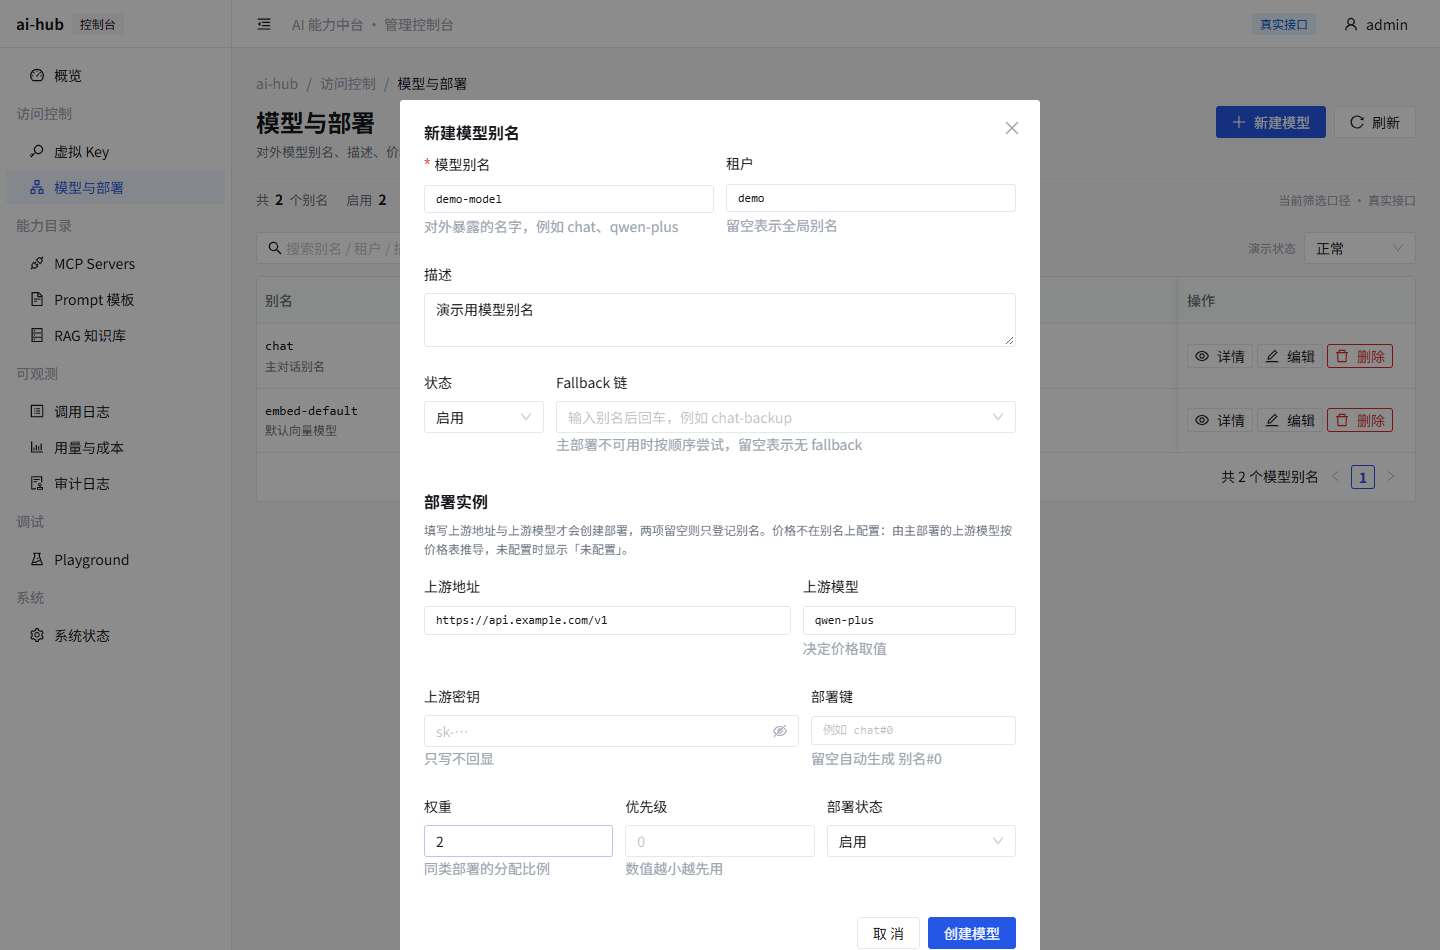 ai-hub 控制台
AI 能力中台 • 管理控制台
真实接口
admin
概览
访问控制
虚拟 Key
模型与部署
能力目录
MCP Servers
Prompt 模板
RAG 知识库
可观测
调用日志
用量与成本
审计日志
调试
Playground
系统
系统状态
ai-hub / 访问控制 / 模型与部署
模型与部署
新建模型
刷新
对外模型别名、描述、价
共 2 个别名 启用 2
当前筛选口径 • 真实接口
搜索别名 / 租户 /
演示状态
正常
别名
操作
chat
主对话别名
详情 编辑 删除
embed-default
默认向量模型
详情 编辑 删除
共 2 个模型别名
1
新建模型别名
* 模型别名
租户
demo-model
demo
对外暴露的名字，例如 chat、qwen-plus
留空表示全局别名
描述
演示用模型别名
状态
Fallback 链
启用
输入别名后回车，例如 chat-backup
主部署不可用时按顺序尝试，留空表示无 fallback
部署实例
填写上游地址与上游模型才会创建部署，两项留空则只登记别名。价格不在别名上配置：由主部署的上游模型按
价格表推导，未配置时显示「未配置」。
上游地址
上游模型
https://api.example.com/v1
qwen-plus
决定价格取值
上游密钥
部署键
sk-…
例如 chat#0
只写不回显
留空自动生成 别名#0
权重
优先级
部署状态
2
0
启用
同类部署的分配比例
数值越小越先用
取 消
创建模型